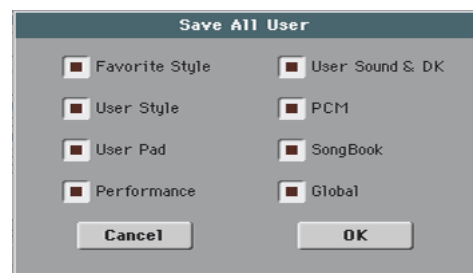 Save All User
Favorite Style
User Sound & DK
User Style
PCM
User Pad
SongBook
Performance
Global
Cancel
OK